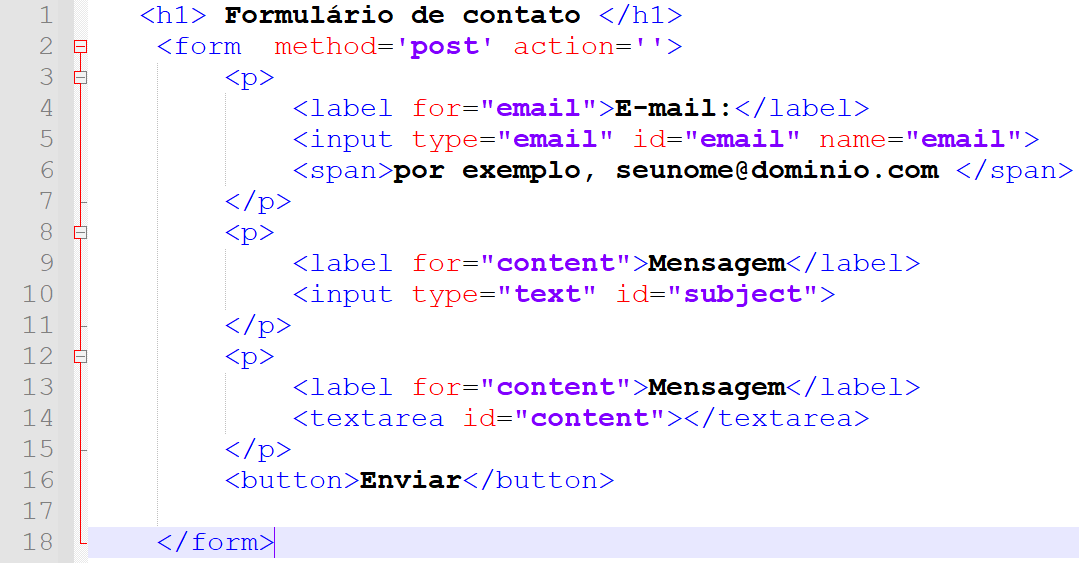 1 <h1> Formulário de contato </h1>
2 <form  method='post' action=''>
3 <p>
4 <label for="email">E-mail:</label>
5 <input type="email" id="email" name="email">
6 <span>por exemplo, seunome@dominio.com </span>
7 </p>
8 <p>
9 <label for="content">Mensagem</label>
10 <input type="text" id="subject">
11 </p>
12 <p>
13 <label for="content">Mensagem</label>
14 <textarea id="content"></textarea>
15 </p>
16 <button>Enviar</button>
17
18 </form>